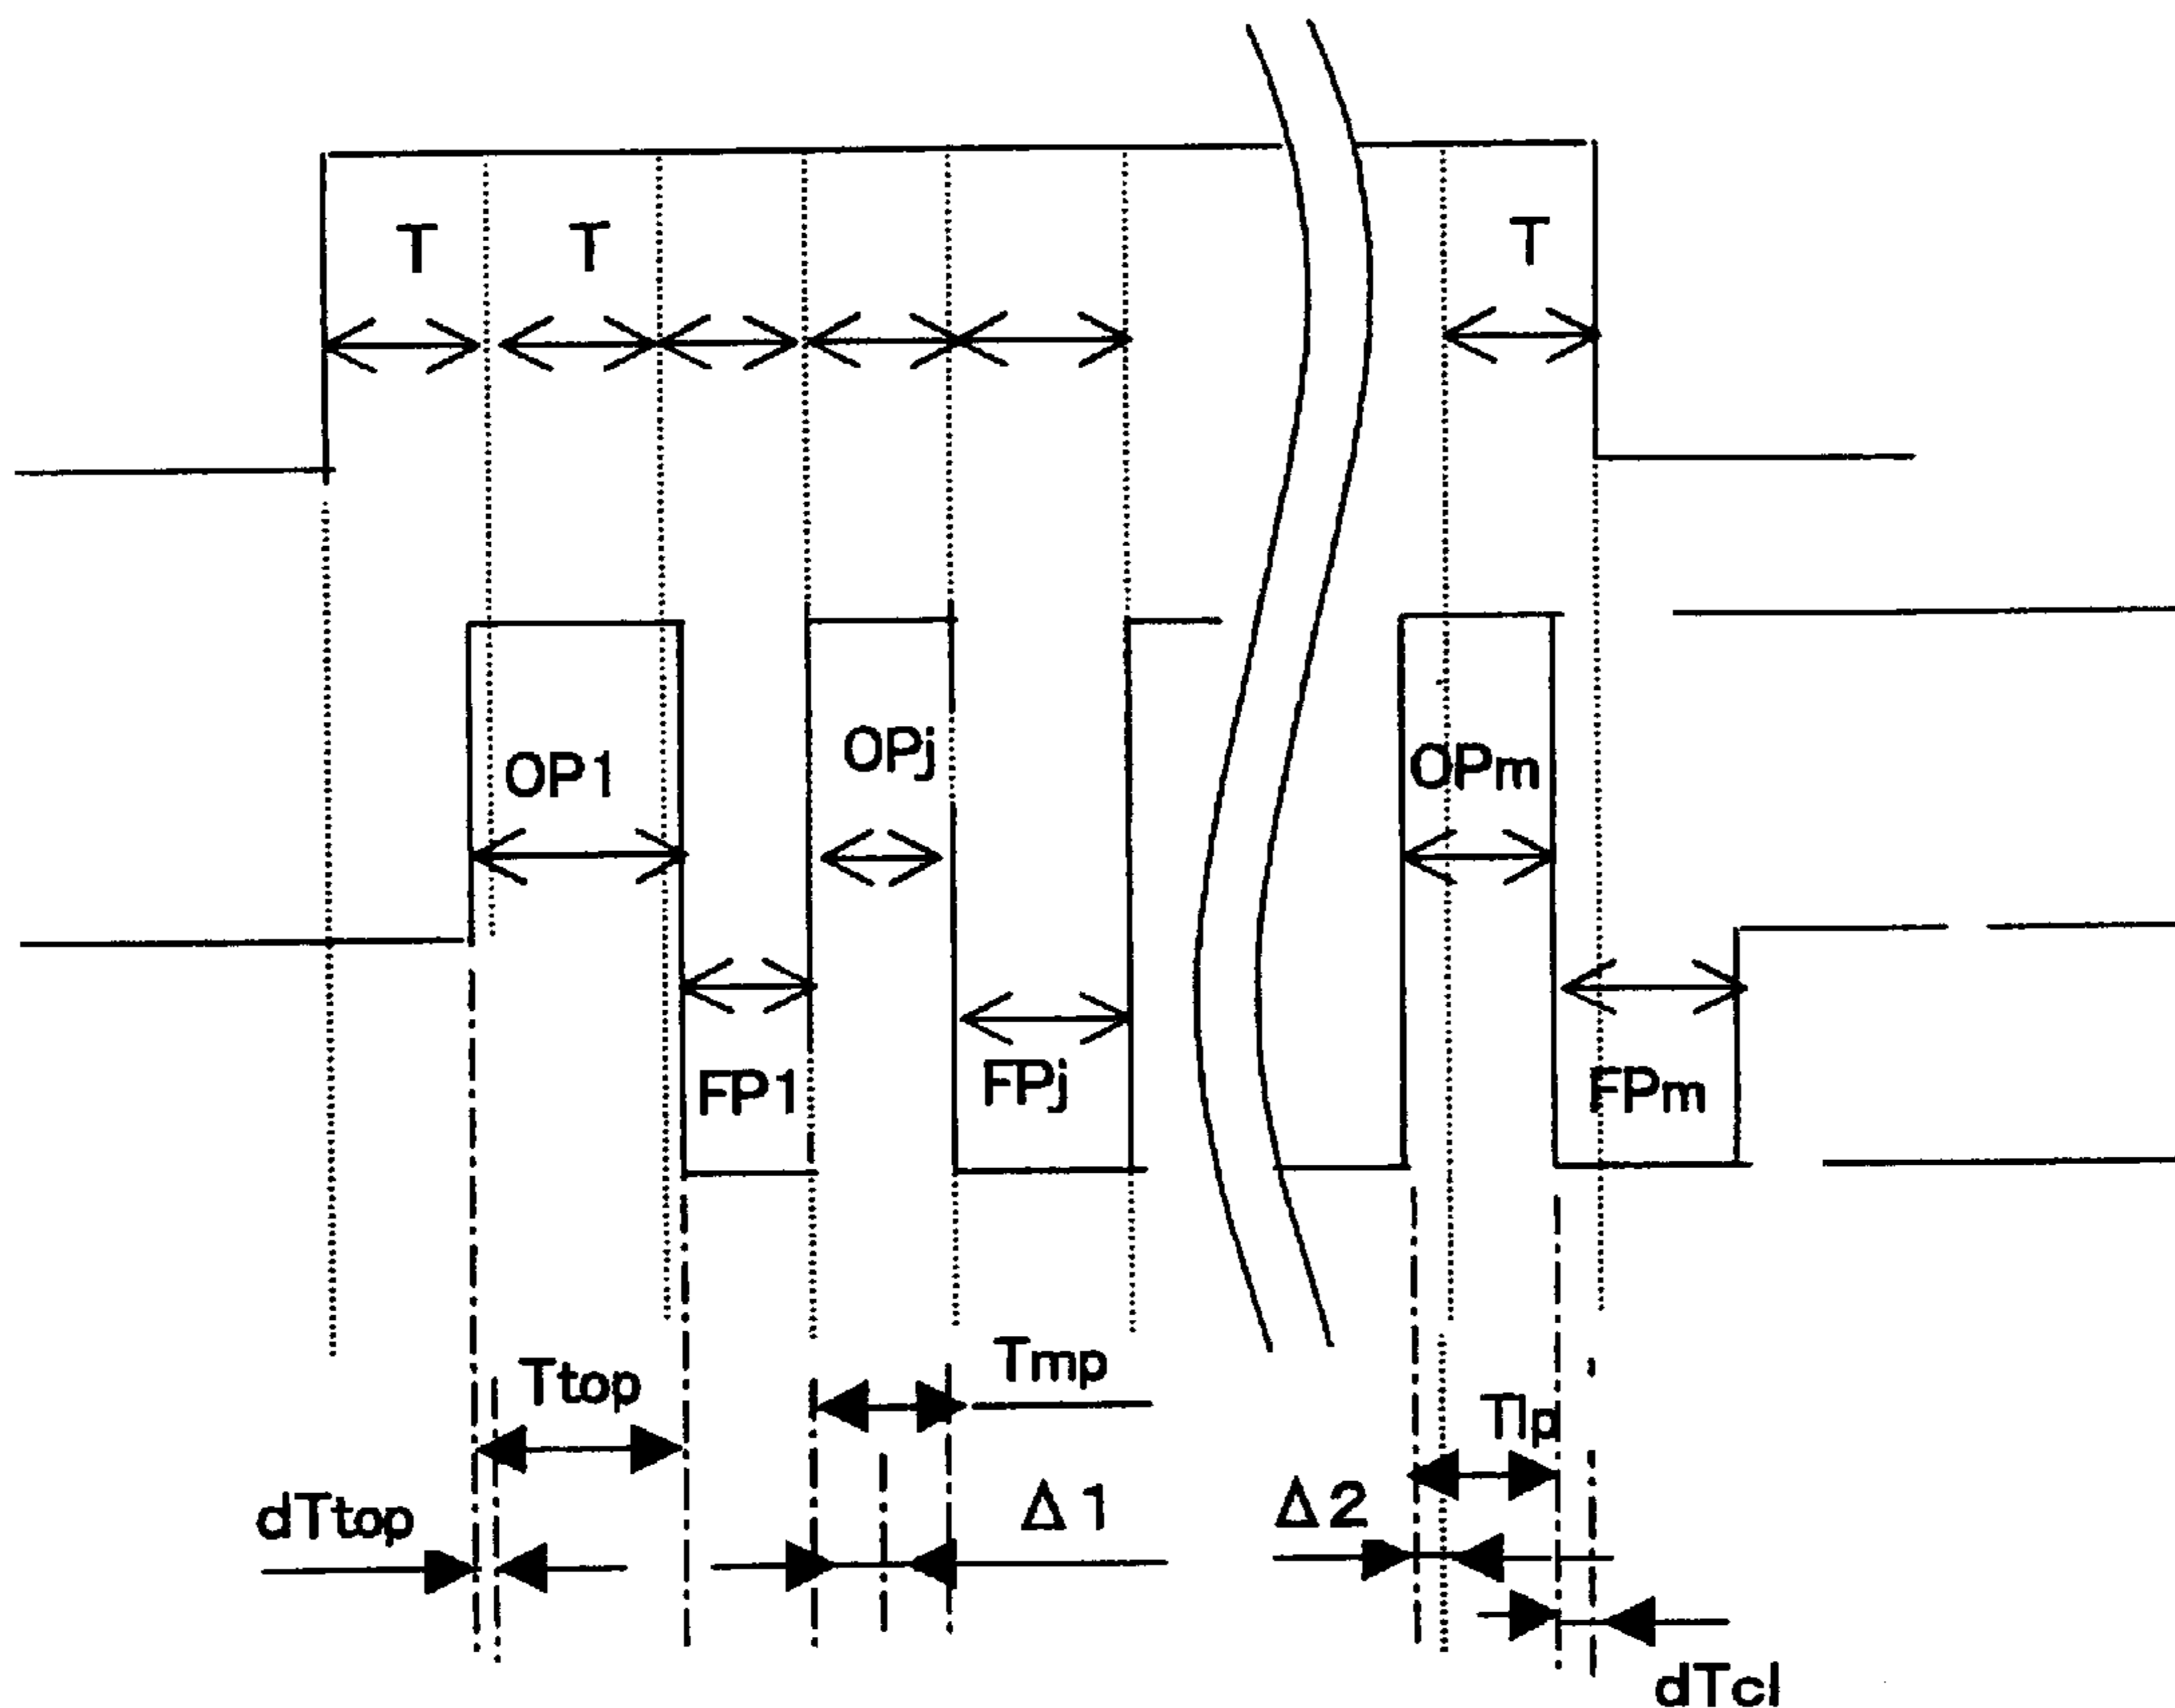 T
T
T
OP1
OPj
OPm
FP1
FPj
FPm
Ttop
Tmp
Tlp
dTtop
Δ1
Δ2
dTcl